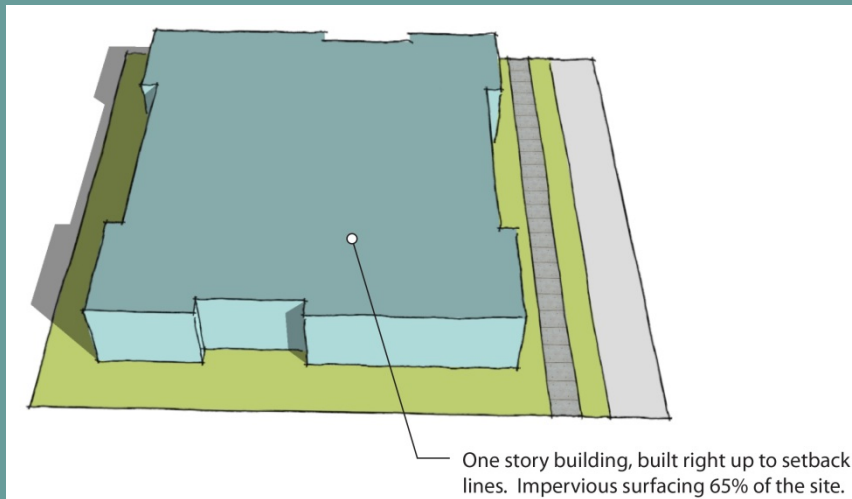 One story building, built right up to setback
lines.  Impervious surfacing 65% of the site.